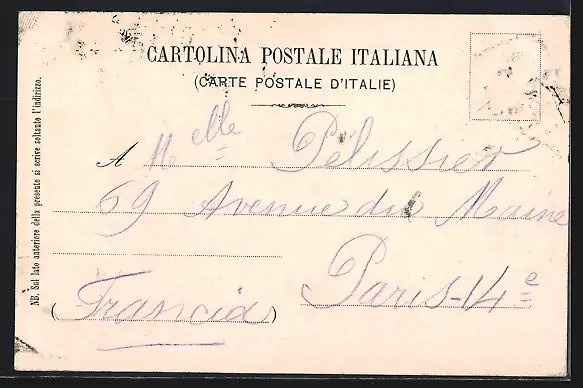 CARTOLINA POSTALE ITALIANA
(CARTE POSTALE D'ITALIE)
A Melle Pelissier
69 Avenue du Maine
Paris-14e
(Francia)
NB. Sul lato anteriore della presente si scrive soltanto l'indirizzo.